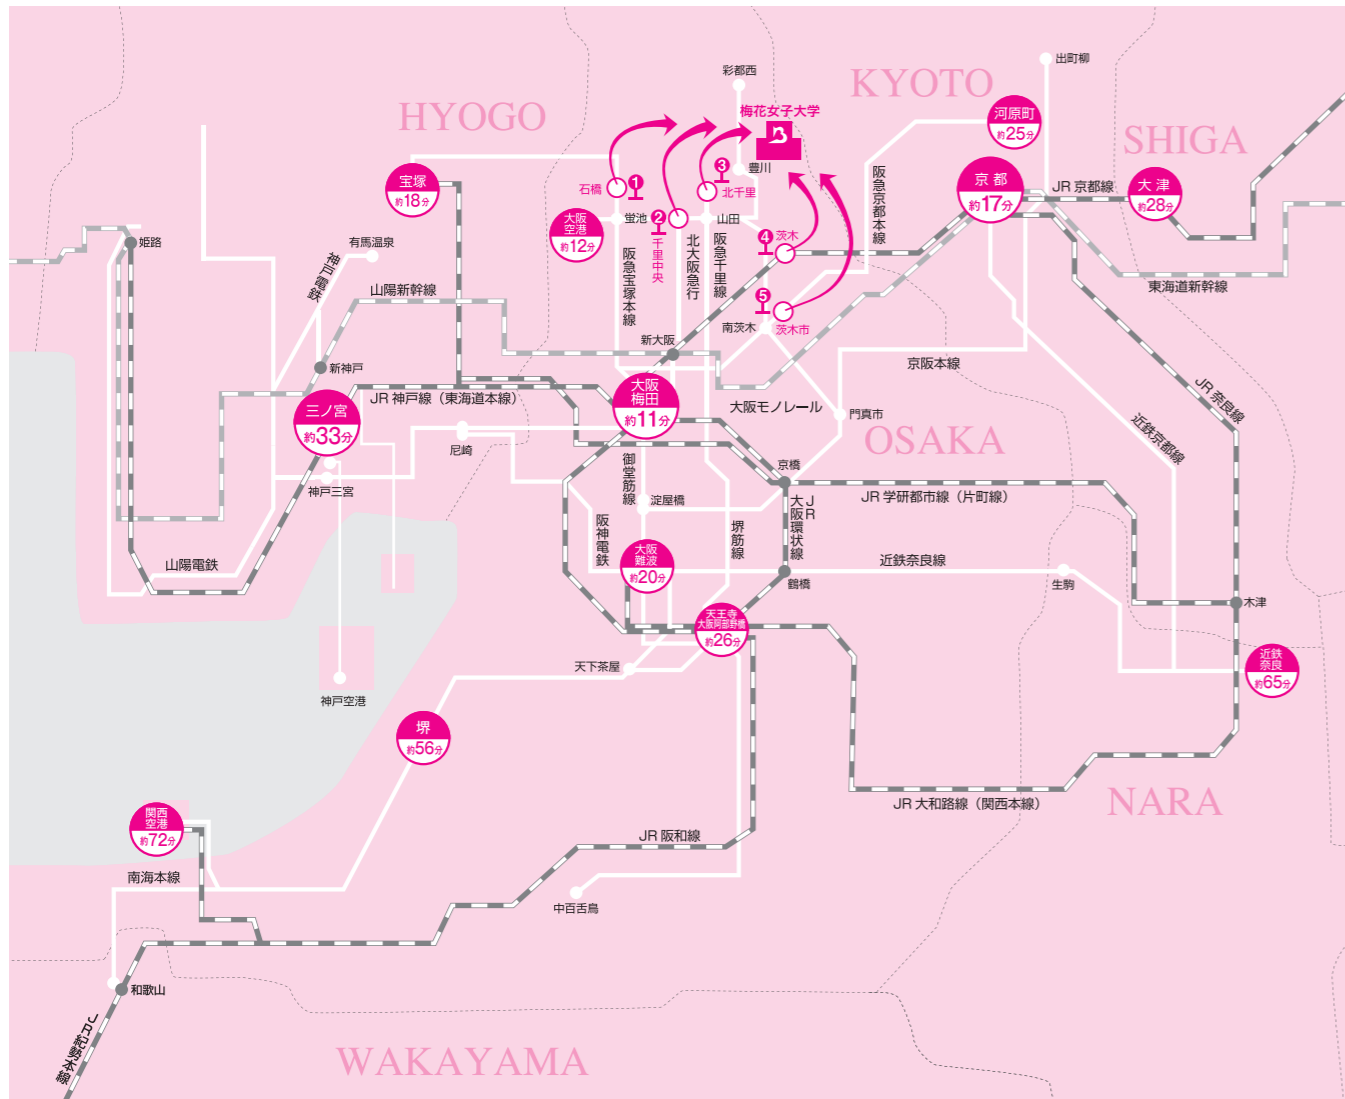 出町柳
彩都西
KYOTO
HYOGO
梅花女子大学
B
河原町
約25分
SHIGA
宝塚
約18分
石橋
1
3
北千里
豊川
阪急京都本線
京都
約17分
JR京都線
大津
約28分
大阪
空港
約12分
蛍池
2
千里中央
山田
4
茨木
姫路
有馬温泉
神戸電鉄
山陽新幹線
阪急宝塚本線
北大阪急行
阪急千里線
東海道新幹線
5
茨木市
南茨木
新大阪
新神戸
京阪本線
JR奈良線
JR神戸線（東海道本線）
大阪
梅田
約11分
大阪モノレール
門真市
近鉄京都線
三ノ宮
約33分
尼崎
OSAKA
神戸三宮
御堂筋線
淀屋橋
京橋
JR学研都市線（片町線）
JR
大阪環状線
堺筋線
阪神電鉄
山陽電鉄
大阪
難波
約20分
鶴橋
近鉄奈良線
生駒
木津
天王寺
大阪阿部野橋
約26分
天下茶屋
近鉄
奈良
約65分
神戸空港
堺
約56分
JR大和路線（関西本線）
NARA
関西
空港
約72分
JR阪和線
南海本線
中百舌鳥
和歌山
JR紀勢本線
WAKAYAMA